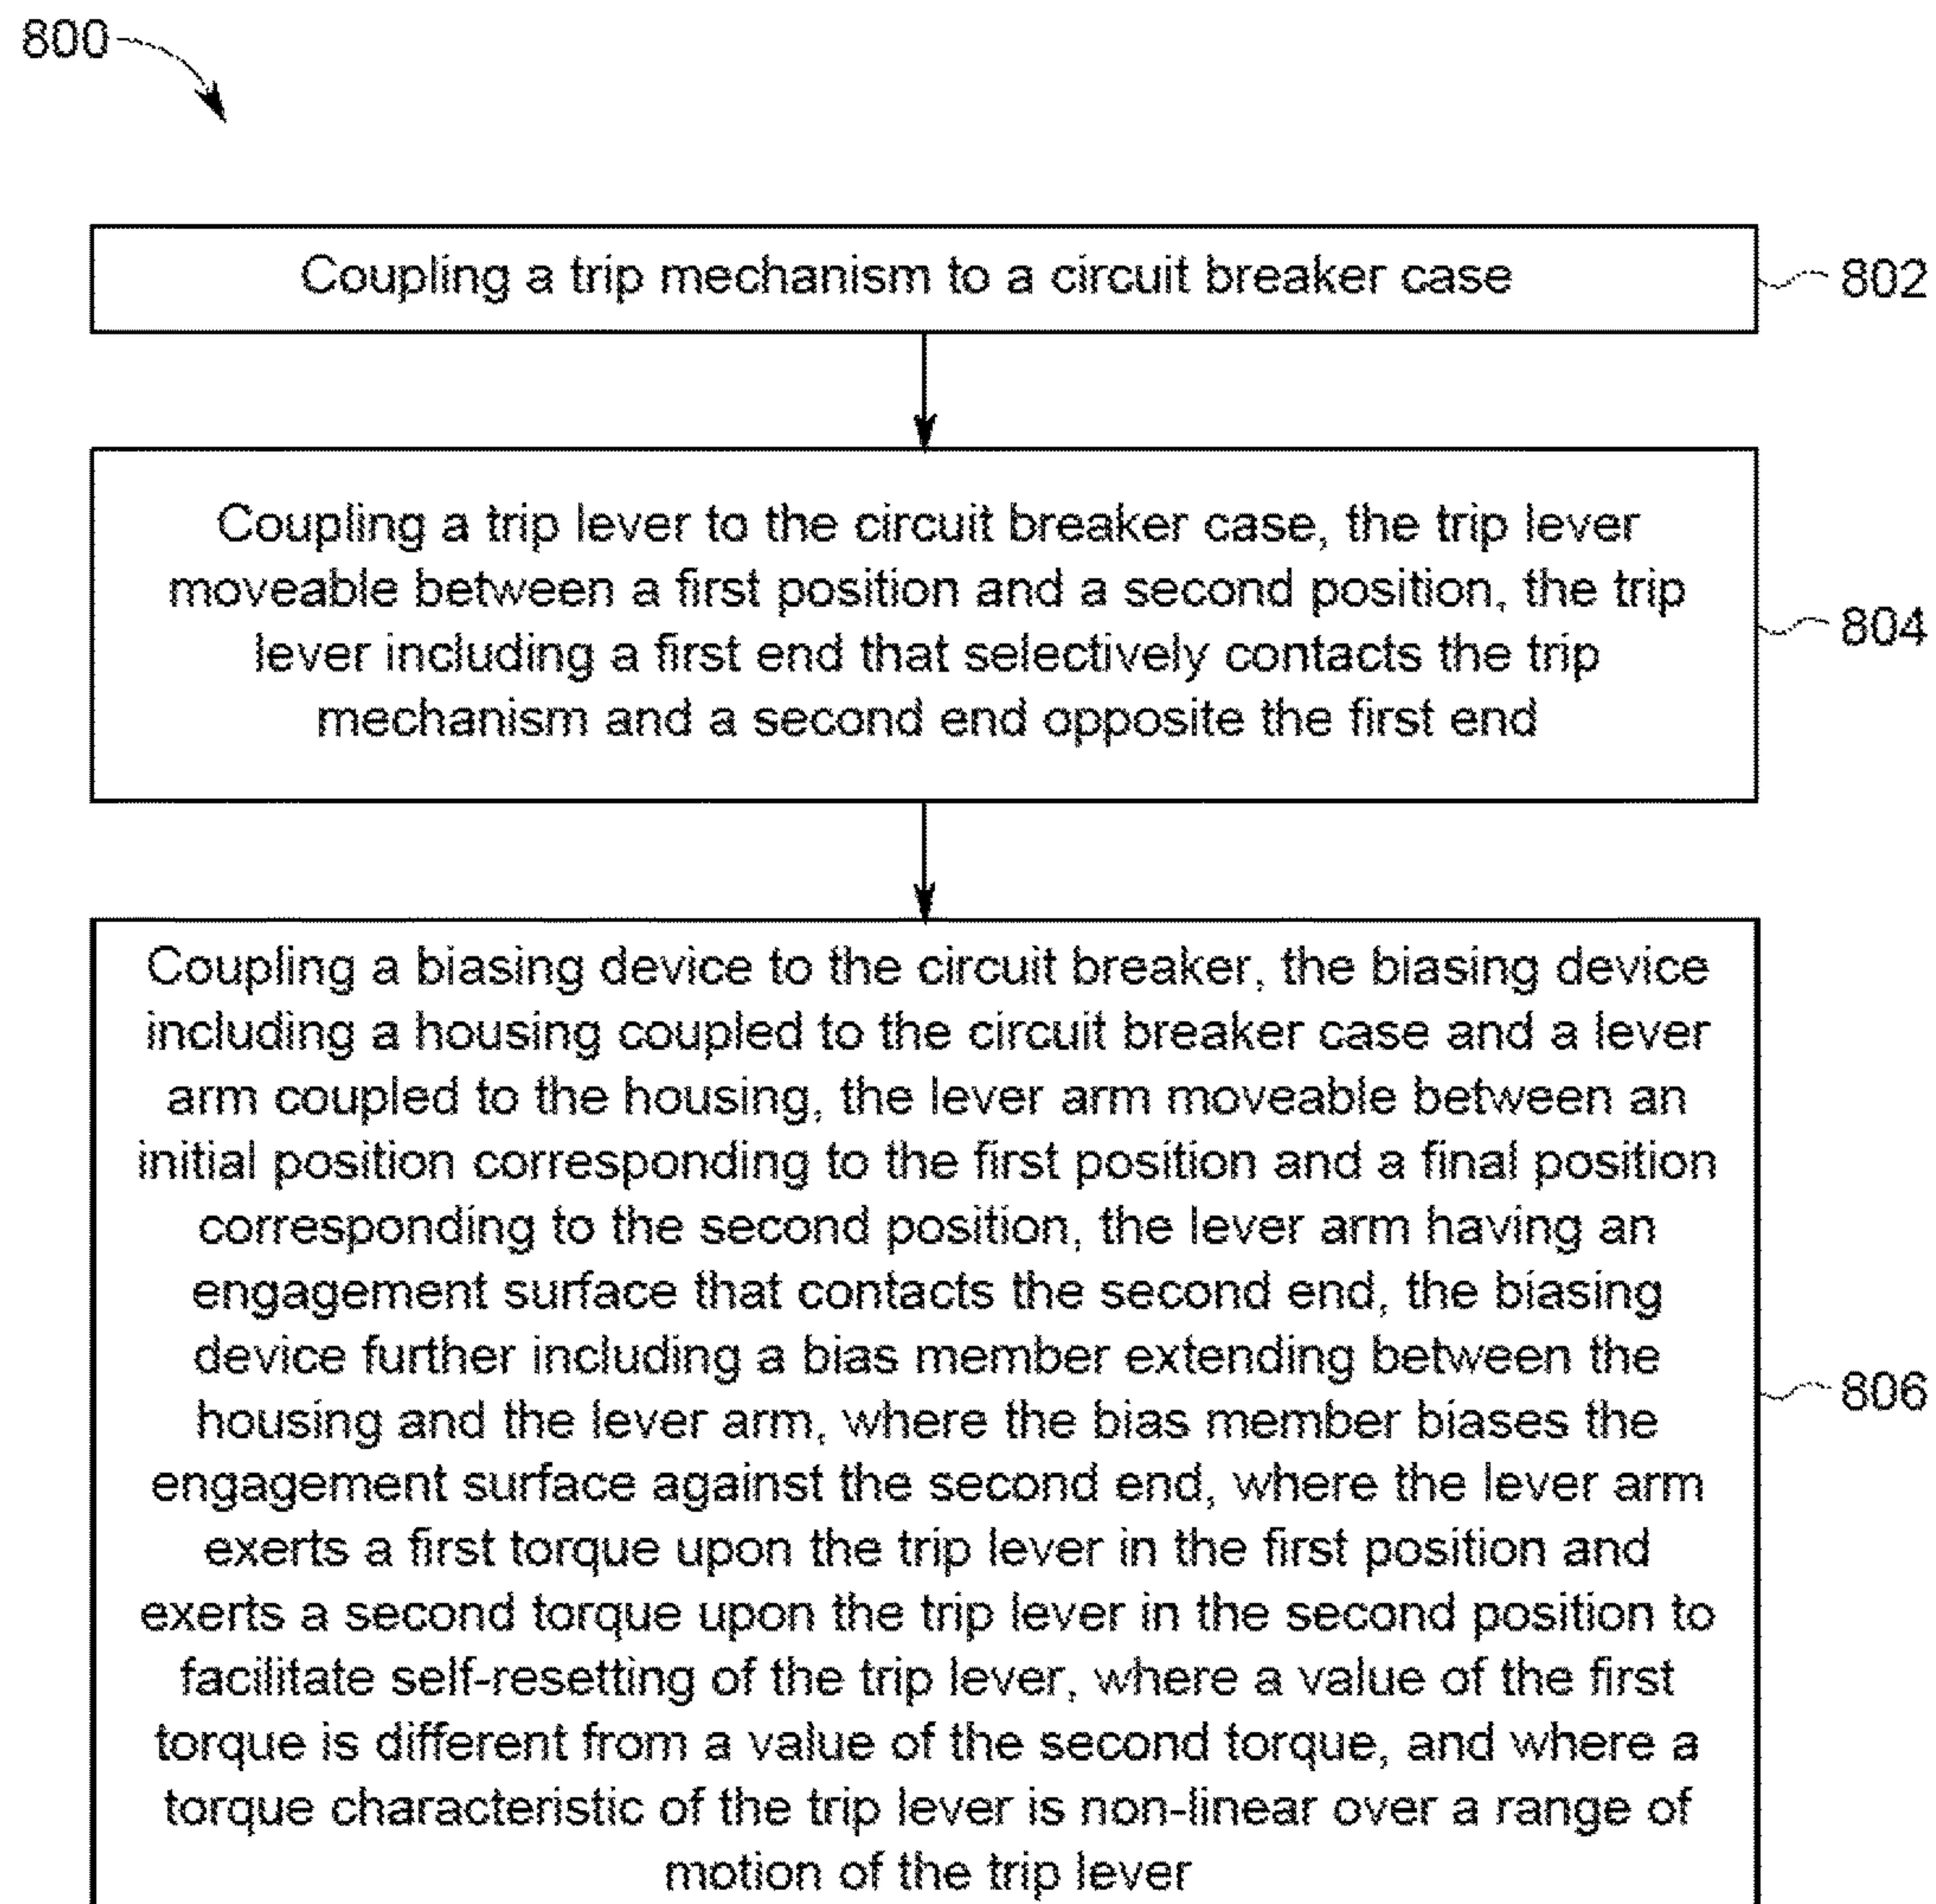 800
Coupling a trip mechanism to a circuit breaker case
802
Coupling a trip lever to the circuit breaker case, the trip lever
moveable between a first position and a second position, the trip
lever including a first end that selectively contacts the trip
mechanism and a second end opposite the first end
804
Coupling a biasing device to the circuit breaker, the biasing device
including a housing coupled to the circuit breaker case and a lever
arm coupled to the housing, the lever arm moveable between an
initial position corresponding to the first position and a final position
corresponding to the second position, the lever arm having an
engagement surface that contacts the second end, the biasing
device further including a bias member extending between the
housing and the lever arm, where the bias member biases the
engagement surface against the second end, where the lever arm
exerts a first torque upon the trip lever in the first position and
exerts a second torque upon the trip lever in the second position to
facilitate self-resetting of the trip lever, where a value of the first
torque is different from a value of the second torque, and where a
torque characteristic of the trip lever is non-linear over a range of
motion of the trip lever
806